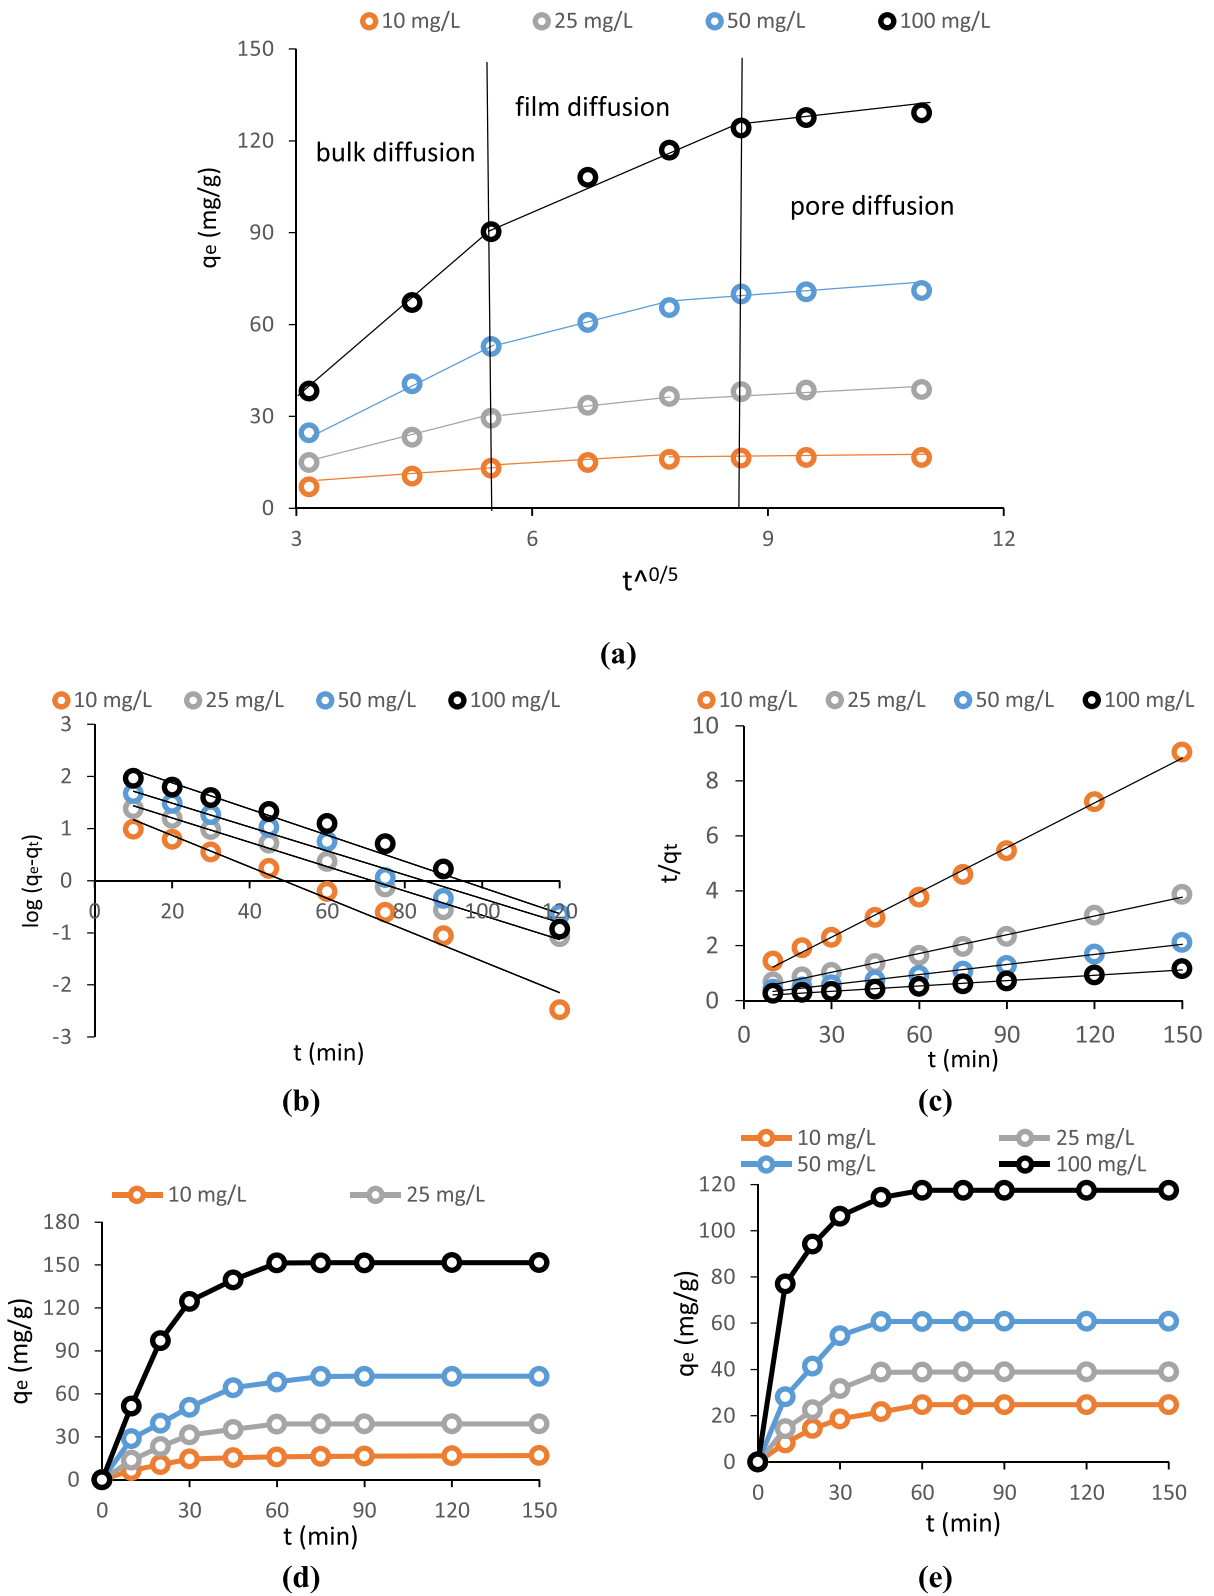 10 mg/L 25 mg/L 50 mg/L 100 mg/L
150
120
90
60
30
0
qe (mg/g)
bulk diffusion
film diffusion
pore diffusion
3 6 9 12
t^0/5
(a)
10 mg/L 25 mg/L 50 mg/L 100 mg/L
3
2
1
0
-1
-2
-3
log (qe-qt)
0 20 40 60 80 100 120
t (min)
(b)
10 mg/L 25 mg/L 50 mg/L 100 mg/L
10
8
6
4
2
0
t/qt
0 30 60 90 120 150
t (min)
(c)
10 mg/L 25 mg/L
180
150
120
90
60
30
0
qe (mg/g)
0 30 60 90 120 150
t (min)
(d)
10 mg/L 25 mg/L
50 mg/L 100 mg/L
120
100
80
60
40
20
0
qe (mg/g)
0 30 60 90 120 150
t (min)
(e)